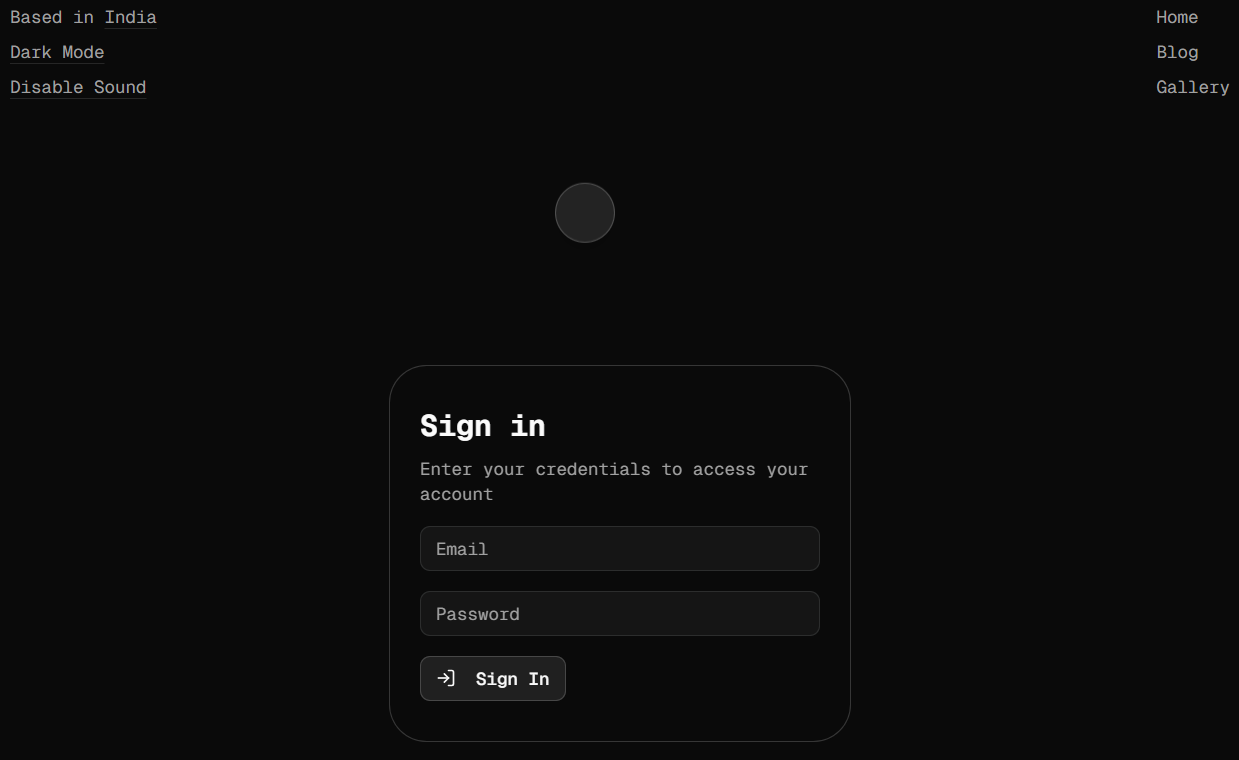 Based in India
Dark Mode
Disable Sound
Home
Blog
Gallery
Sign in
Enter your credentials to access your
account
Email
Password
Sign In